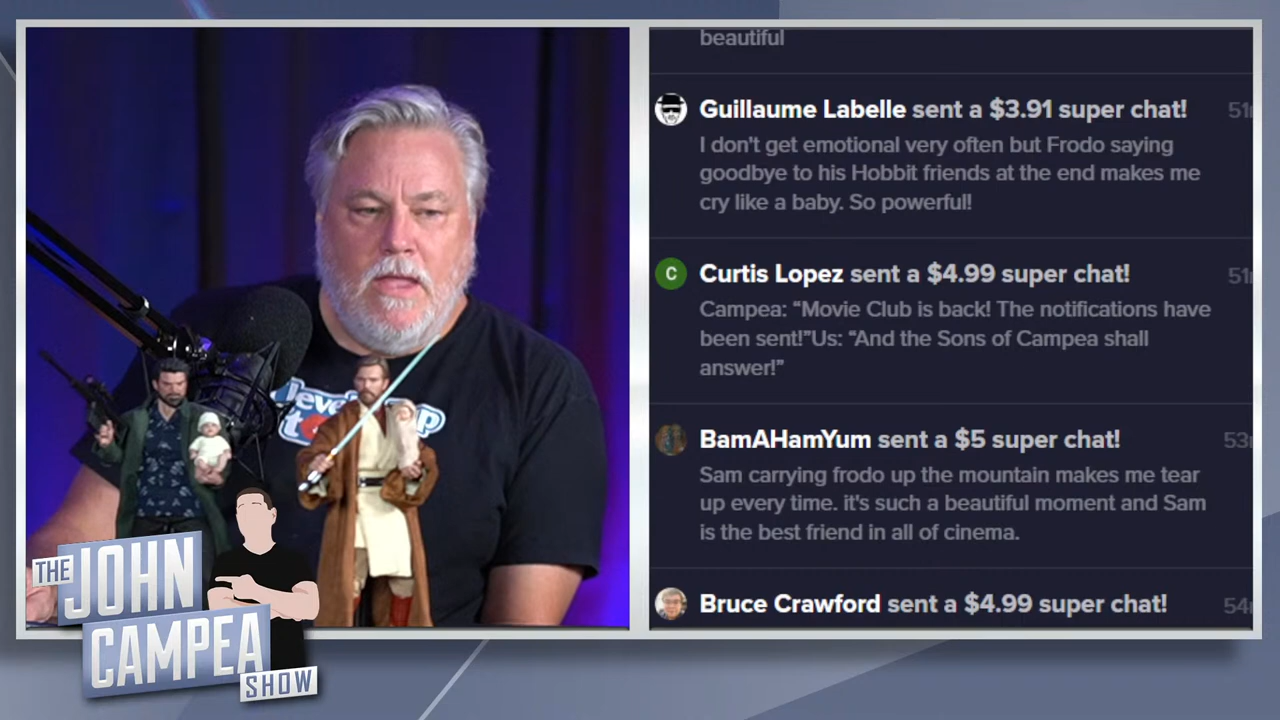 beautiful
Guillaume Labelle sent a $3.91 super chat!
I don't get emotional very often but Frodo saying
goodbye to his Hobbit friends at the end makes me
cry like a baby. So powerful!
C
Curtis Lopez sent a $4.99 super chat!
Campea: “Movie Club is back! The notifications have
been sent!”Us: “And the Sons of Campea shall
answer!”
BamAHamYum sent a $5 super chat!
Sam carrying frodo up the mountain makes me tear
up every time. it's such a beautiful moment and Sam
is the best friend in all of cinema.
Bruce Crawford sent a $4.99 super chat!
THE
JOHN
CAMPEA
SHOW